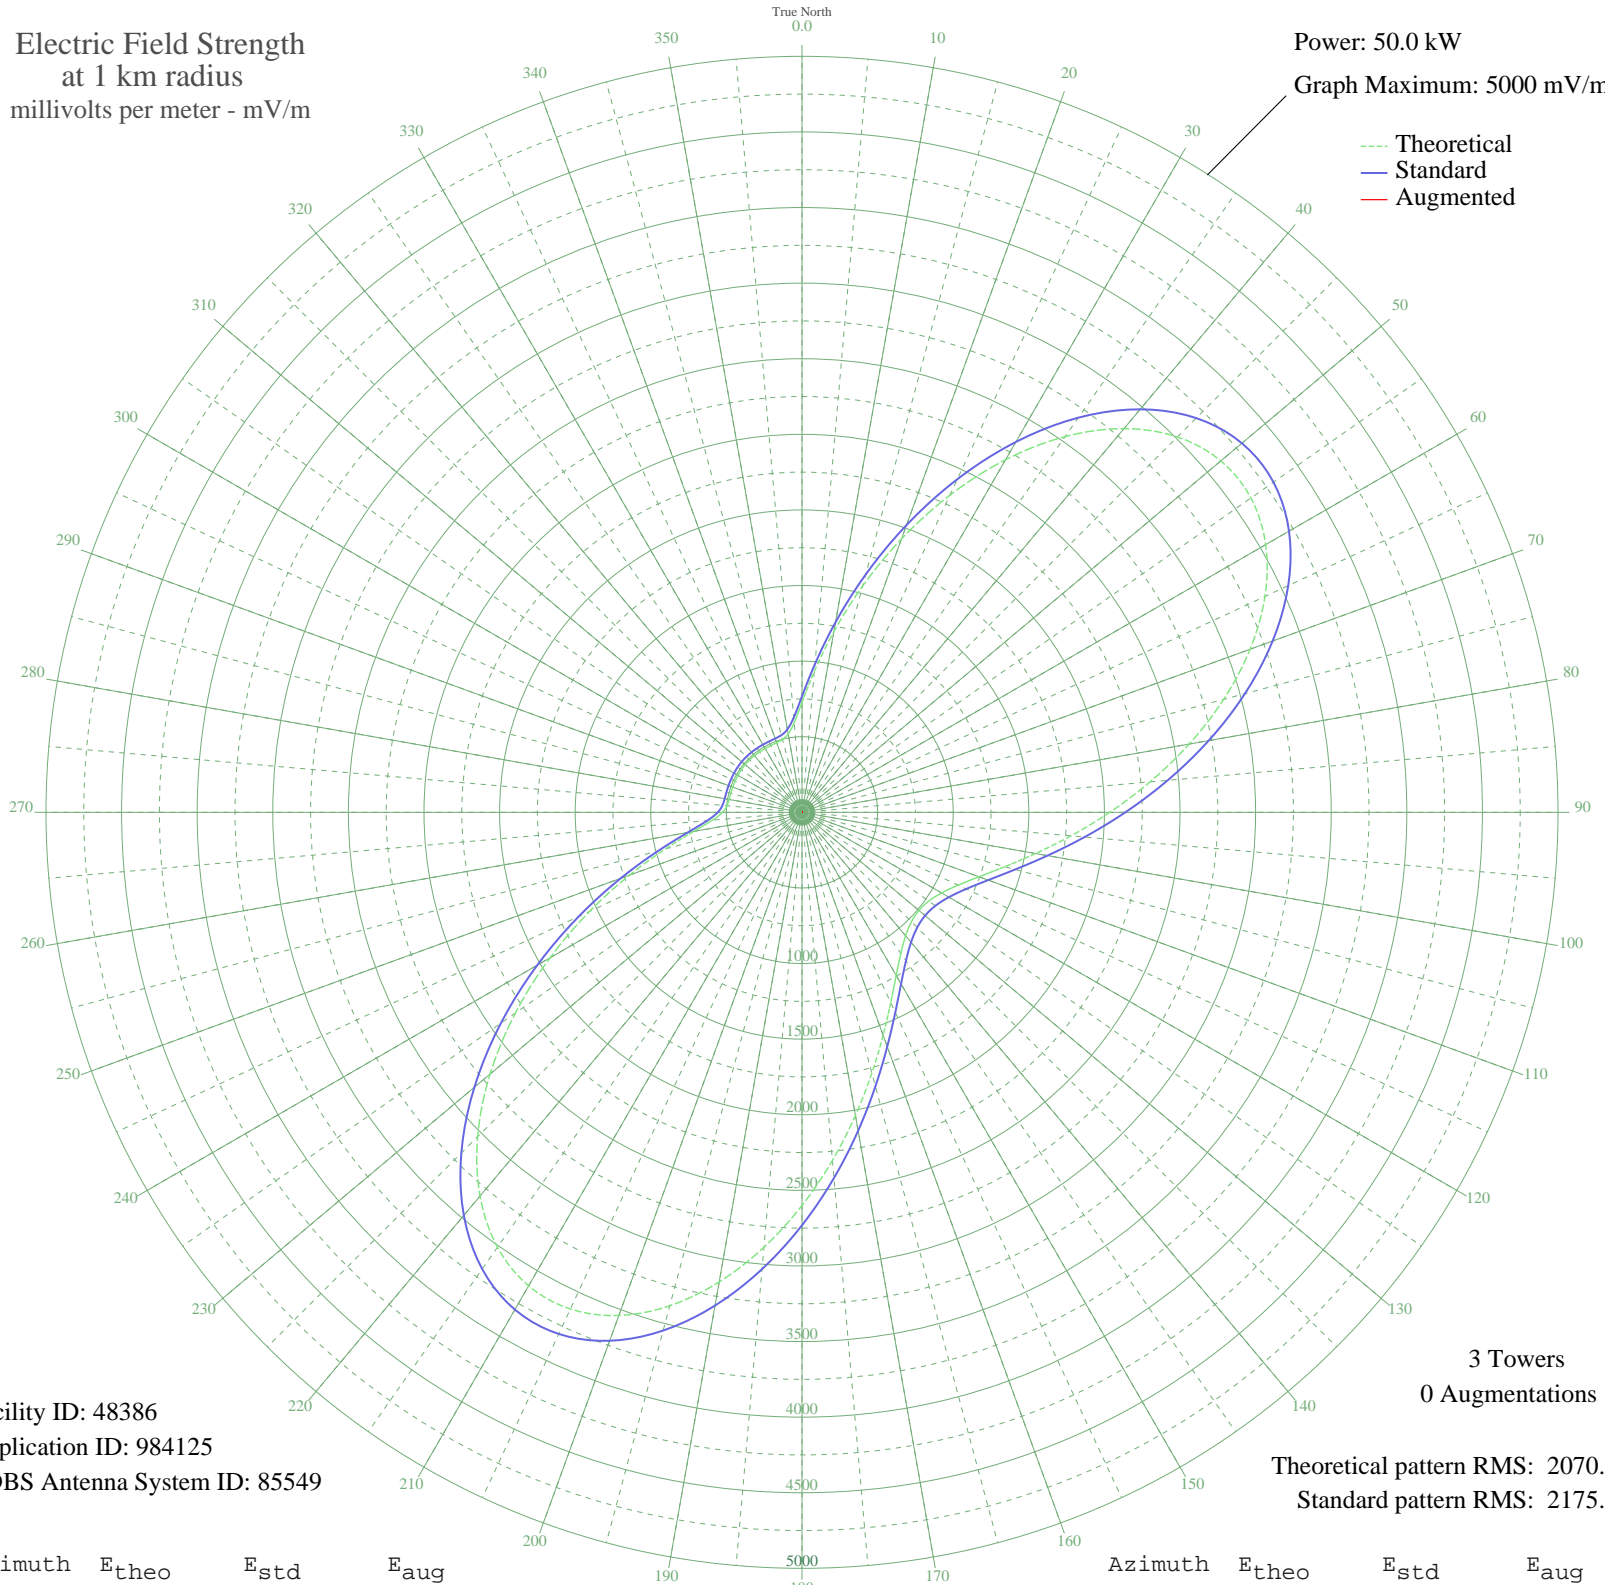 True North
Electric Field Strength
at 1 km radius
millivolts per meter - mV/m
Power: 50.0 kW
Graph Maximum: 5000 mV/m
Theoretical
Standard
Augmented
0.0
10
20
30
40
50
60
70
80
90
100
110
120
130
140
150
160
170
190
200
210
220
230
240
250
260
270
280
290
300
310
320
330
340
350
1000
1500
2000
2500
3000
3500
4000
4500
5000
3 Towers
0 Augmentations
cility ID: 48386
plication ID: 984125
DBS Antenna System ID: 85549
Theoretical pattern RMS: 2070.
Standard pattern RMS: 2175.
imuth Etheo Estd Eaug
Azimuth Etheo Estd Eaug